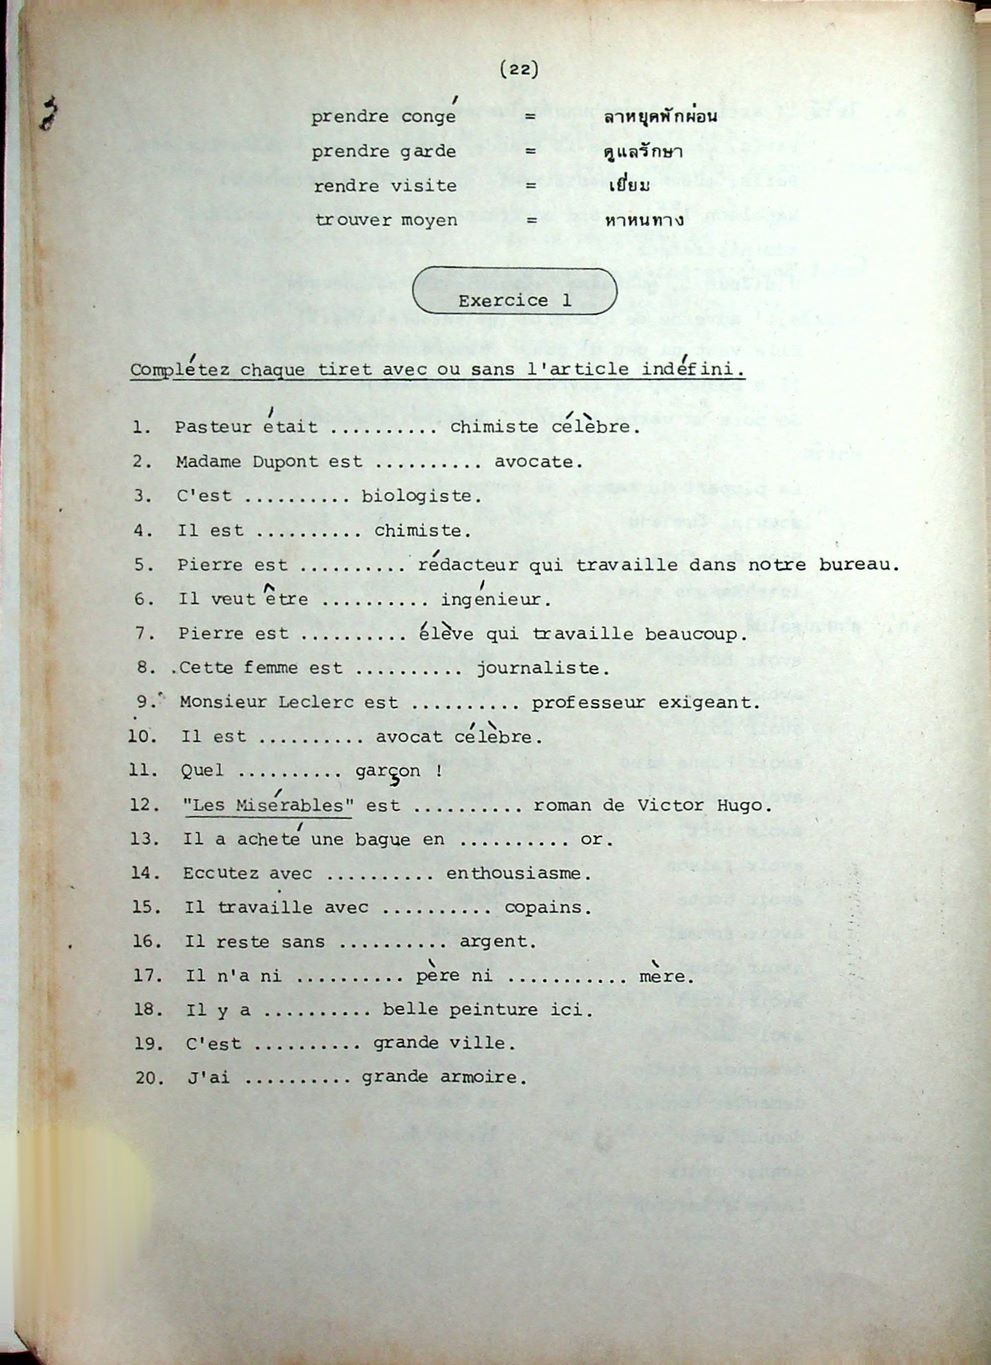 (22)
prendre congé = ลาหยุดพักผ่อน
prendre garde = ดูแลรักษา
rendre visite = เยี่ยม
trouver moyen = หาหนทาง
Exercice 1
Complétez chaque tiret avec ou sans l'article indéfini.
1. Pasteur était .......... chimiste célèbre.
2. Madame Dupont est .......... avocate.
3. C'est .......... biologiste.
4. Il est .......... chimiste.
5. Pierre est .......... rédacteur qui travaille dans notre bureau.
6. Il veut être .......... ingénieur.
7. Pierre est .......... élève qui travaille beaucoup.
8. Cette femme est .......... journaliste.
9. Monsieur Leclerc est .......... professeur exigeant.
10. Il est .......... avocat célèbre.
11. Quel .......... garçon !
12. "Les Misérables" est .......... roman de Victor Hugo.
13. Il a acheté une bague en .......... or.
14. Eccutez avec .......... enthousiasme.
15. Il travaille avec .......... copains.
16. Il reste sans .......... argent.
17. Il n'a ni .......... père ni ........... mère.
18. Il y a .......... belle peinture ici.
19. C'est .......... grande ville.
20. J'ai .......... grande armoire.